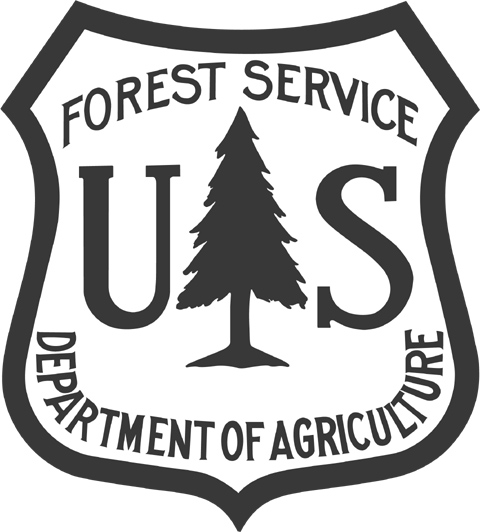 FOREST SERVICE
U S
DEPARTMENT OF AGRICULTURE